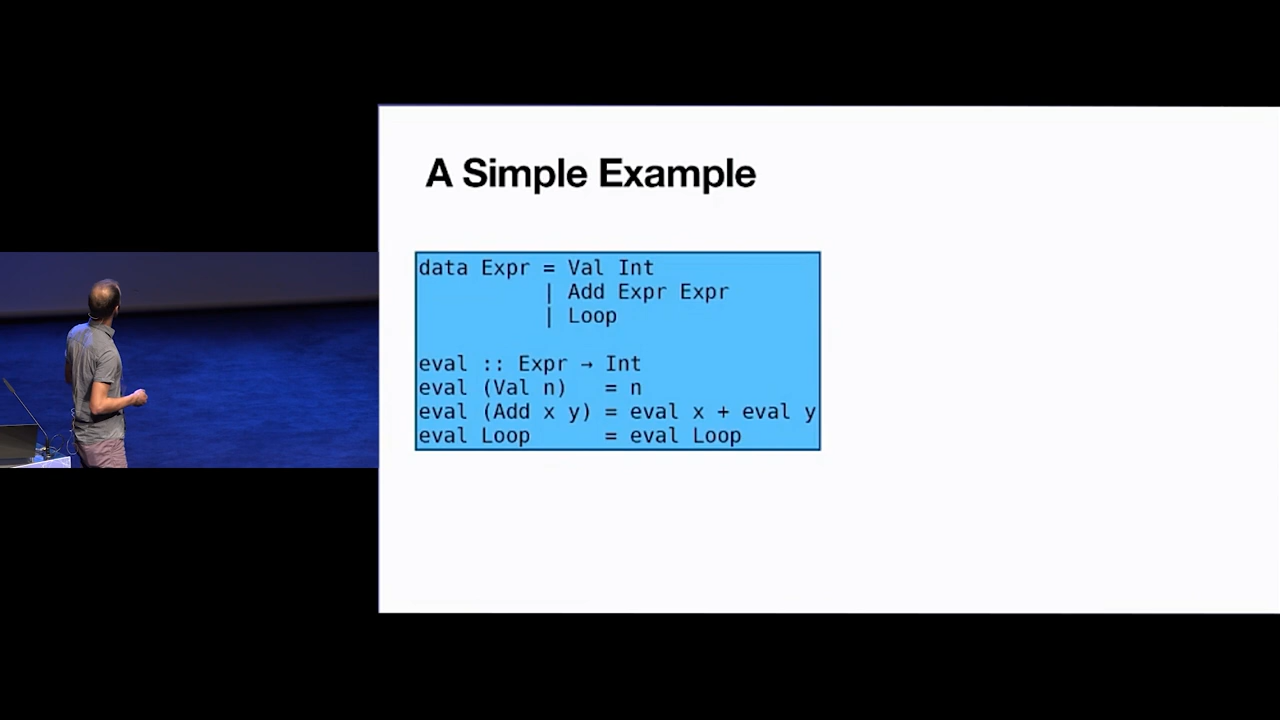 A Simple Example
data Expr = Val Int
          | Add Expr Expr
          | Loop
eval :: Expr → Int
eval (Val n)   = n
eval (Add x y) = eval x + eval y
eval Loop      = eval Loop